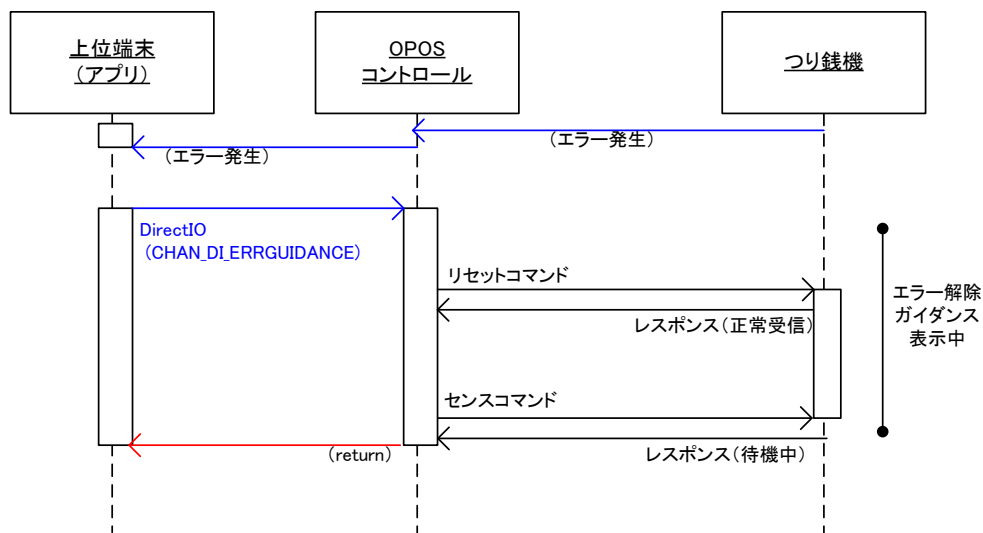 上位端末
（アプリ）
OPOS
コントロール
つり銭機
（エラー発生）
（エラー発生）
DirectIO
（CHAN_DI_ERRGUIDANCE）
リセットコマンド
レスポンス（正常受信）
エラー解除
ガイダンス
表示中
センスコマンド
（return）
レスポンス（待機中）